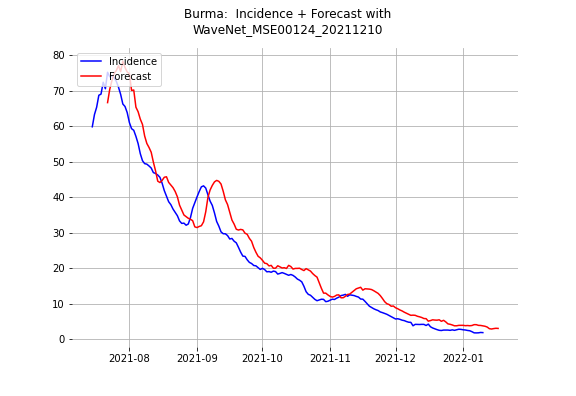 Burma:  Incidence + Forecast with
WaveNet_MSE00124_20211210
Incidence
Forecast
80
70
60
50
40
30
20
10
0
2021-08 2021-09 2021-10 2021-11 2021-12 2022-01